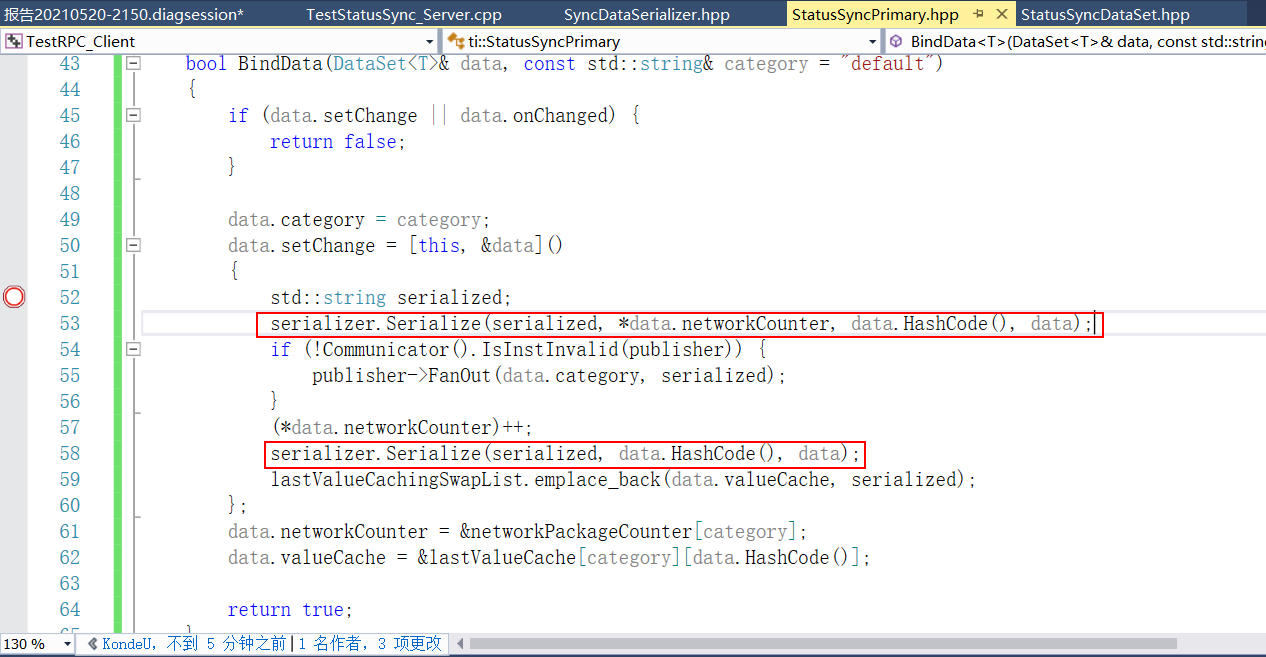 报告20210520-2150.diagsession* TestStatusSync_Server.cpp SyncDataSerializer.hpp StatusSyncPrimary.hpp StatusSyncDataSet.hpp
TestRPC_Client ti::StatusSyncPrimary BindData<T>(DataSet<T>& data, const std::string
43 bool BindData(DataSet<T>& data, const std::string& category = "default")
44 {
45 if (data.setChange || data.onChanged) {
46 return false;
47 }
48
49 data.category = category;
50 data.setChange = [this, &data]()
51 {
52 std::string serialized;
53 serializer.Serialize(serialized, *data.networkCounter, data.HashCode(), data);
54 if (!Communicator().IsInstInvalid(publisher)) {
55 publisher->FanOut(data.category, serialized);
56 }
57 (*data.networkCounter)++;
58 serializer.Serialize(serialized, data.HashCode(), data);
59 lastValueCachingSwapList.emplace_back(data.valueCache, serialized);
60 };
61 data.networkCounter = &networkPackageCounter[category];
62 data.valueCache = &lastValueCache[category][data.HashCode()];
63
64 return true;
65 }
130 % KondeU, 不到 5 分钟之前|1 名作者, 3 项更改